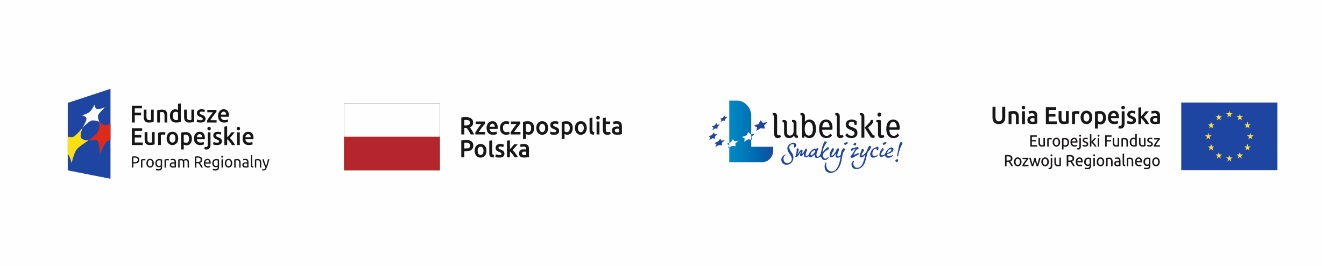 Fundusze
Europejskie
Program Regionalny
Rzeczpospolita
Polska
lubelskie
Smakuj życie!
Unia Europejska
Europejski Fundusz
Rozwoju Regionalnego